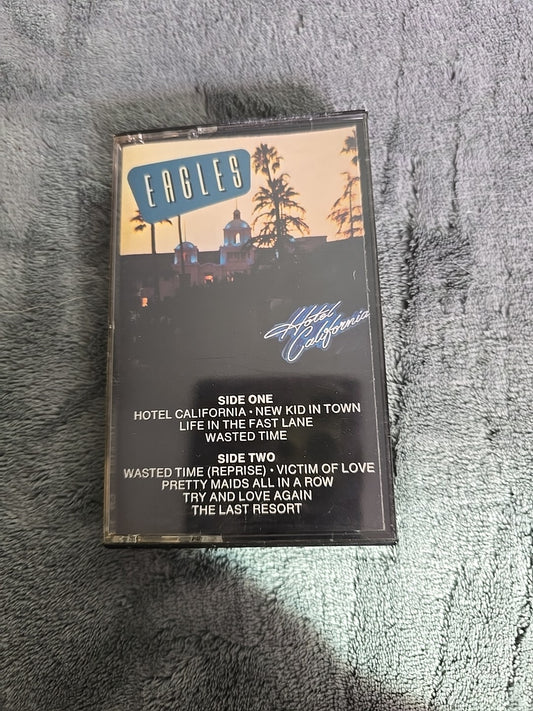 EAGLES
Hotel
California
SIDE ONE
HOTEL CALIFORNIA • NEW KID IN TOWN
LIFE IN THE FAST LANE
WASTED TIME
SIDE TWO
WASTED TIME (REPRISE) • VICTIM OF LOVE
PRETTY MAIDS ALL IN A ROW
TRY AND LOVE AGAIN
THE LAST RESORT